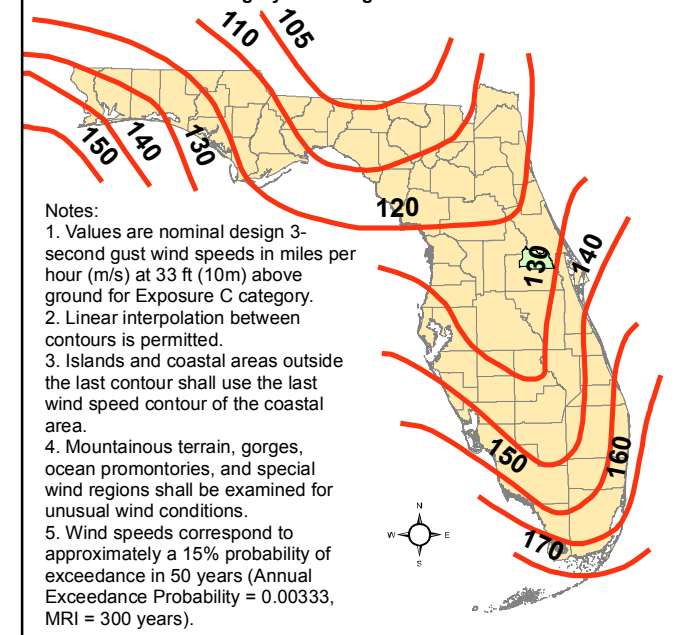 110
105
150
140
130
120
130
140
Notes:
1. Values are nominal design 3-
second gust wind speeds in miles per
hour (m/s) at 33 ft (10m) above
ground for Exposure C category.
2. Linear interpolation between
contours is permitted.
3. Islands and coastal areas outside
the last contour shall use the last
wind speed contour of the coastal
area.
4. Mountainous terrain, gorges,
ocean promontories, and special
wind regions shall be examined for
unusual wind conditions.
5. Wind speeds correspond to
approximately a 15% probability of
exceedance in 50 years (Annual
Exceedance Probability = 0.00333,
MRI = 300 years).
150
160
170
N
W E
S